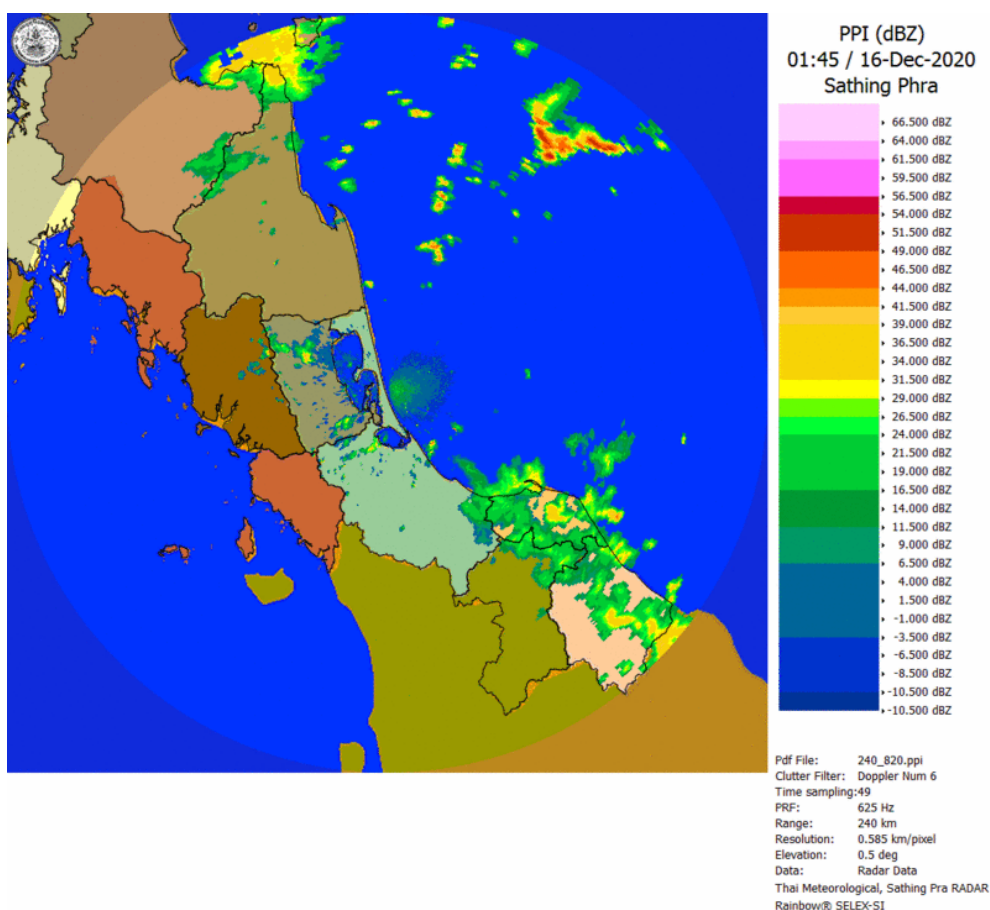 PPI (dBZ)
01:45 / 16-Dec-2020
Sathing Phra
66.500 dBZ
64.000 dBZ
61.500 dBZ
59.500 dBZ
56.500 dBZ
54.000 dBZ
51.500 dBZ
49.000 dBZ
46.500 dBZ
44.000 dBZ
41.500 dBZ
39.000 dBZ
36.500 dBZ
34.000 dBZ
31.500 dBZ
29.000 dBZ
26.500 dBZ
24.000 dBZ
21.500 dBZ
19.000 dBZ
16.500 dBZ
14.000 dBZ
11.500 dBZ
9.000 dBZ
6.500 dBZ
4.000 dBZ
1.500 dBZ
-1.000 dBZ
-3.500 dBZ
-6.500 dBZ
-8.500 dBZ
-10.500 dBZ
-10.500 dBZ
Pdf File: 240_820.ppi
Clutter Filter: Doppler Num 6
Time sampling:49
PRF: 625 Hz
Range: 240 km
Resolution: 0.585 km/pixel
Elevation: 0.5 deg
Data: Radar Data
Thai Meteorological, Sathing Pra RADAR
Rainbow® SELEX-SI